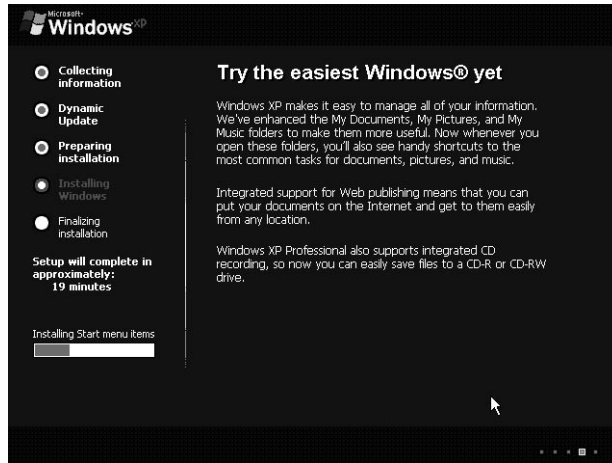 Microsoft®
Windows XP
Collecting
information
Dynamic
Update
Preparing
installation
Installing
Windows
Finalizing
installation
Setup will complete in
approximately:
19 minutes
Installing Start menu items
Try the easiest Windows® yet
Windows XP makes it easy to manage all of your information.
We've enhanced the My Documents, My Pictures, and My
Music folders to make them more useful. Now whenever you
open these folders, you'll also see handy shortcuts to the
most common tasks for documents, pictures, and music.
Integrated support for Web publishing means that you can
put your documents on the Internet and get to them easily
from any location.
Windows XP Professional also supports integrated CD
recording, so now you can easily save files to a CD-R or CD-RW
drive.